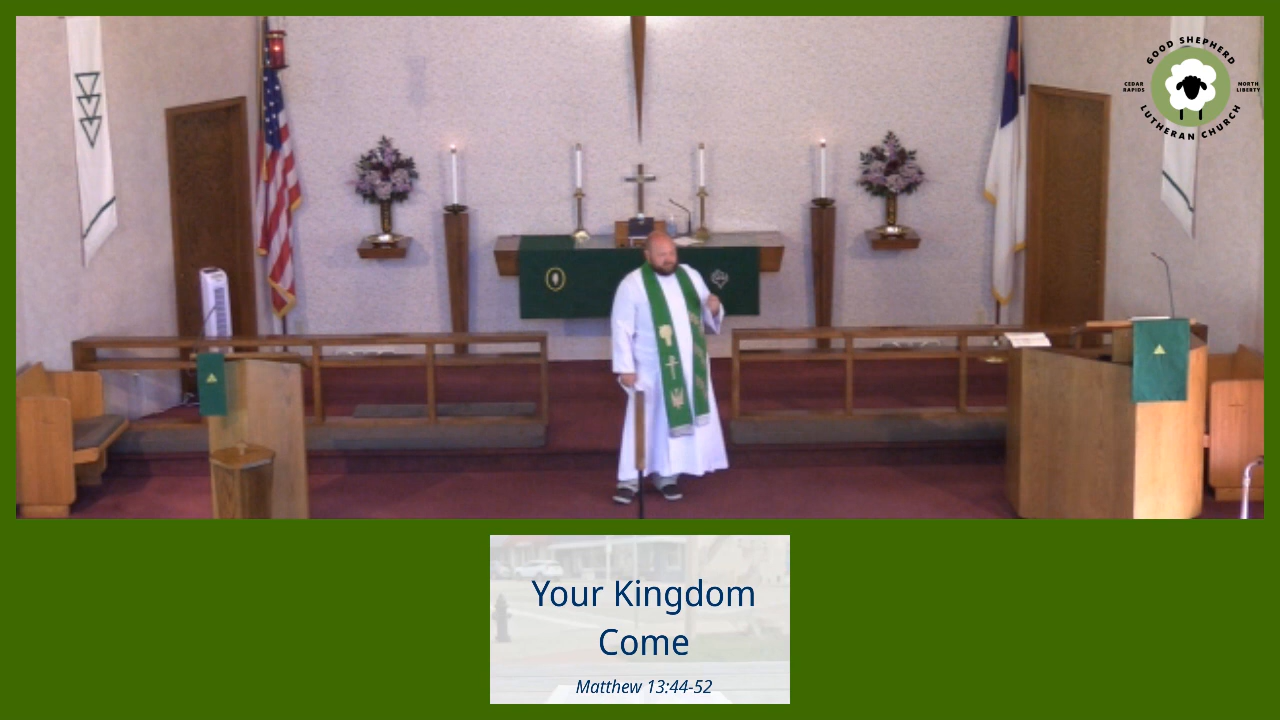 GOOD SHEPHERD
CEDAR
RAPIDS
NORTH
LIBERTY
LUTHERAN CHURCH
Your Kingdom
Come
Matthew 13:44-52